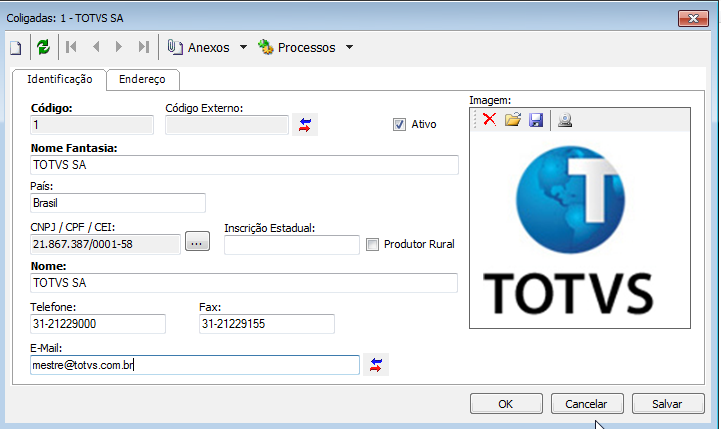 Coligadas: 1 - TOTVS SA
Anexos Processos
Identificação Endereço
Código: Código Externo: Imagem:
1 Ativo
Nome Fantasia:
TOTVS SA
País:
Brasil
CNPJ / CPF / CEI: Inscrição Estadual:
21.867.387/0001-58 ... Produtor Rural
Nome:
TOTVS SA
Telefone: Fax:
31-21229000 31-21229155
E-Mail:
mestre@totvs.com.br
T
TOTVS
OK Cancelar Salvar